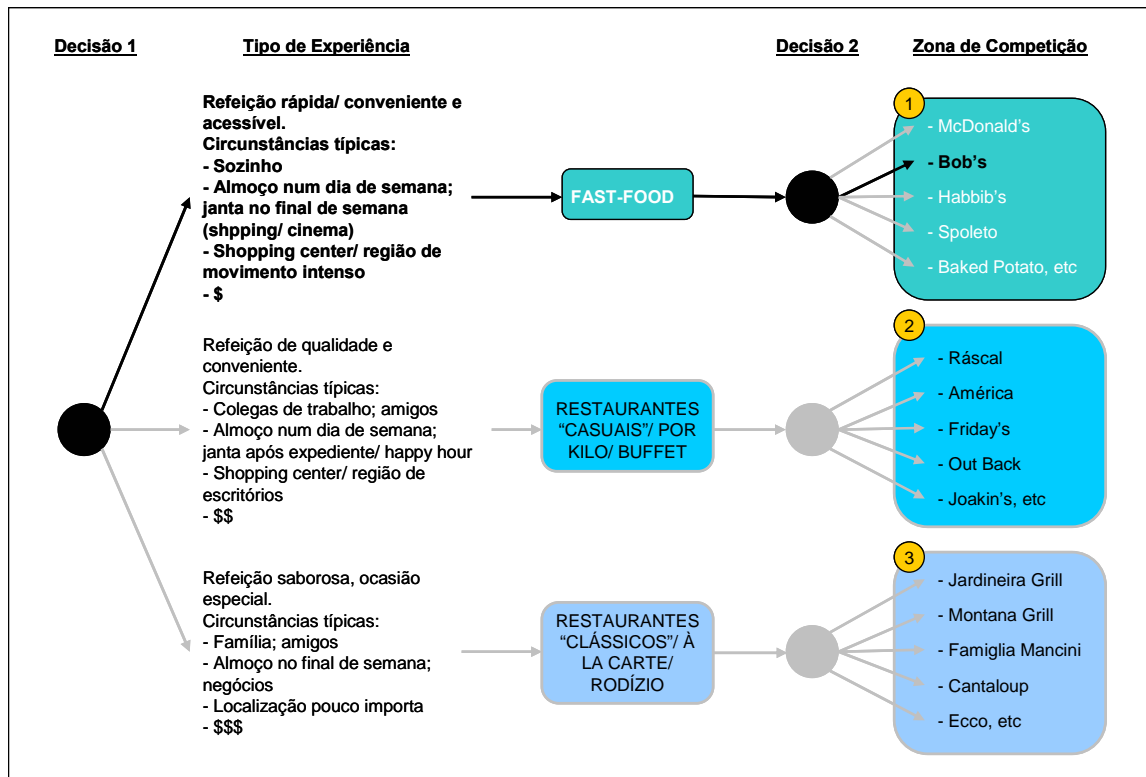 Decisão 1
Tipo de Experiência
Decisão 2
Zona de Competição
Refeição rápida/ conveniente e
acessível.
Circunstâncias típicas:
- Sozinho
- Almoço num dia de semana;
janta no final de semana
(shpping/ cinema)
- Shopping center/ região de
movimento intenso
- $
FAST-FOOD
1
- McDonald's
- Bob's
- Habbib's
- Spoleto
- Baked Potato, etc
Refeição de qualidade e
conveniente.
Circunstâncias típicas:
- Colegas de trabalho; amigos
- Almoço num dia de semana;
janta após expediente/ happy hour
- Shopping center/ região de
escritórios
- $$
RESTAURANTES
“CASUAIS”/ POR
KILO/ BUFFET
2
- Ráscal
- América
- Friday's
- Out Back
- Joakin's, etc
Refeição saborosa, ocasião
especial.
Circunstâncias típicas:
- Família; amigos
- Almoço no final de semana;
negócios
- Localização pouco importa
- $$$
RESTAURANTES
“CLÁSSICOS”/ À
LA CARTE/
RODÍZIO
3
- Jardineira Grill
- Montana Grill
- Famiglia Mancini
- Cantaloup
- Ecco, etc